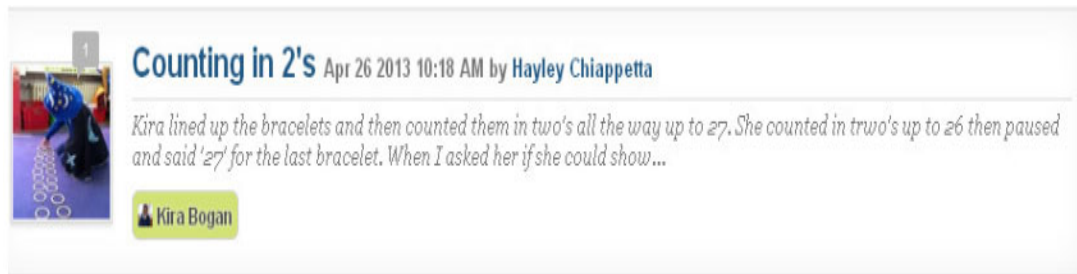 1
Counting in 2's Apr 26 2013 10:18 AM by Hayley Chiappetta
Kira lined up the bracelets and then counted them in two's all the way up to 27. She counted in trwo's up to 26 then paused
and said '27' for the last bracelet. When I asked her if she could show...
Kira Bogan